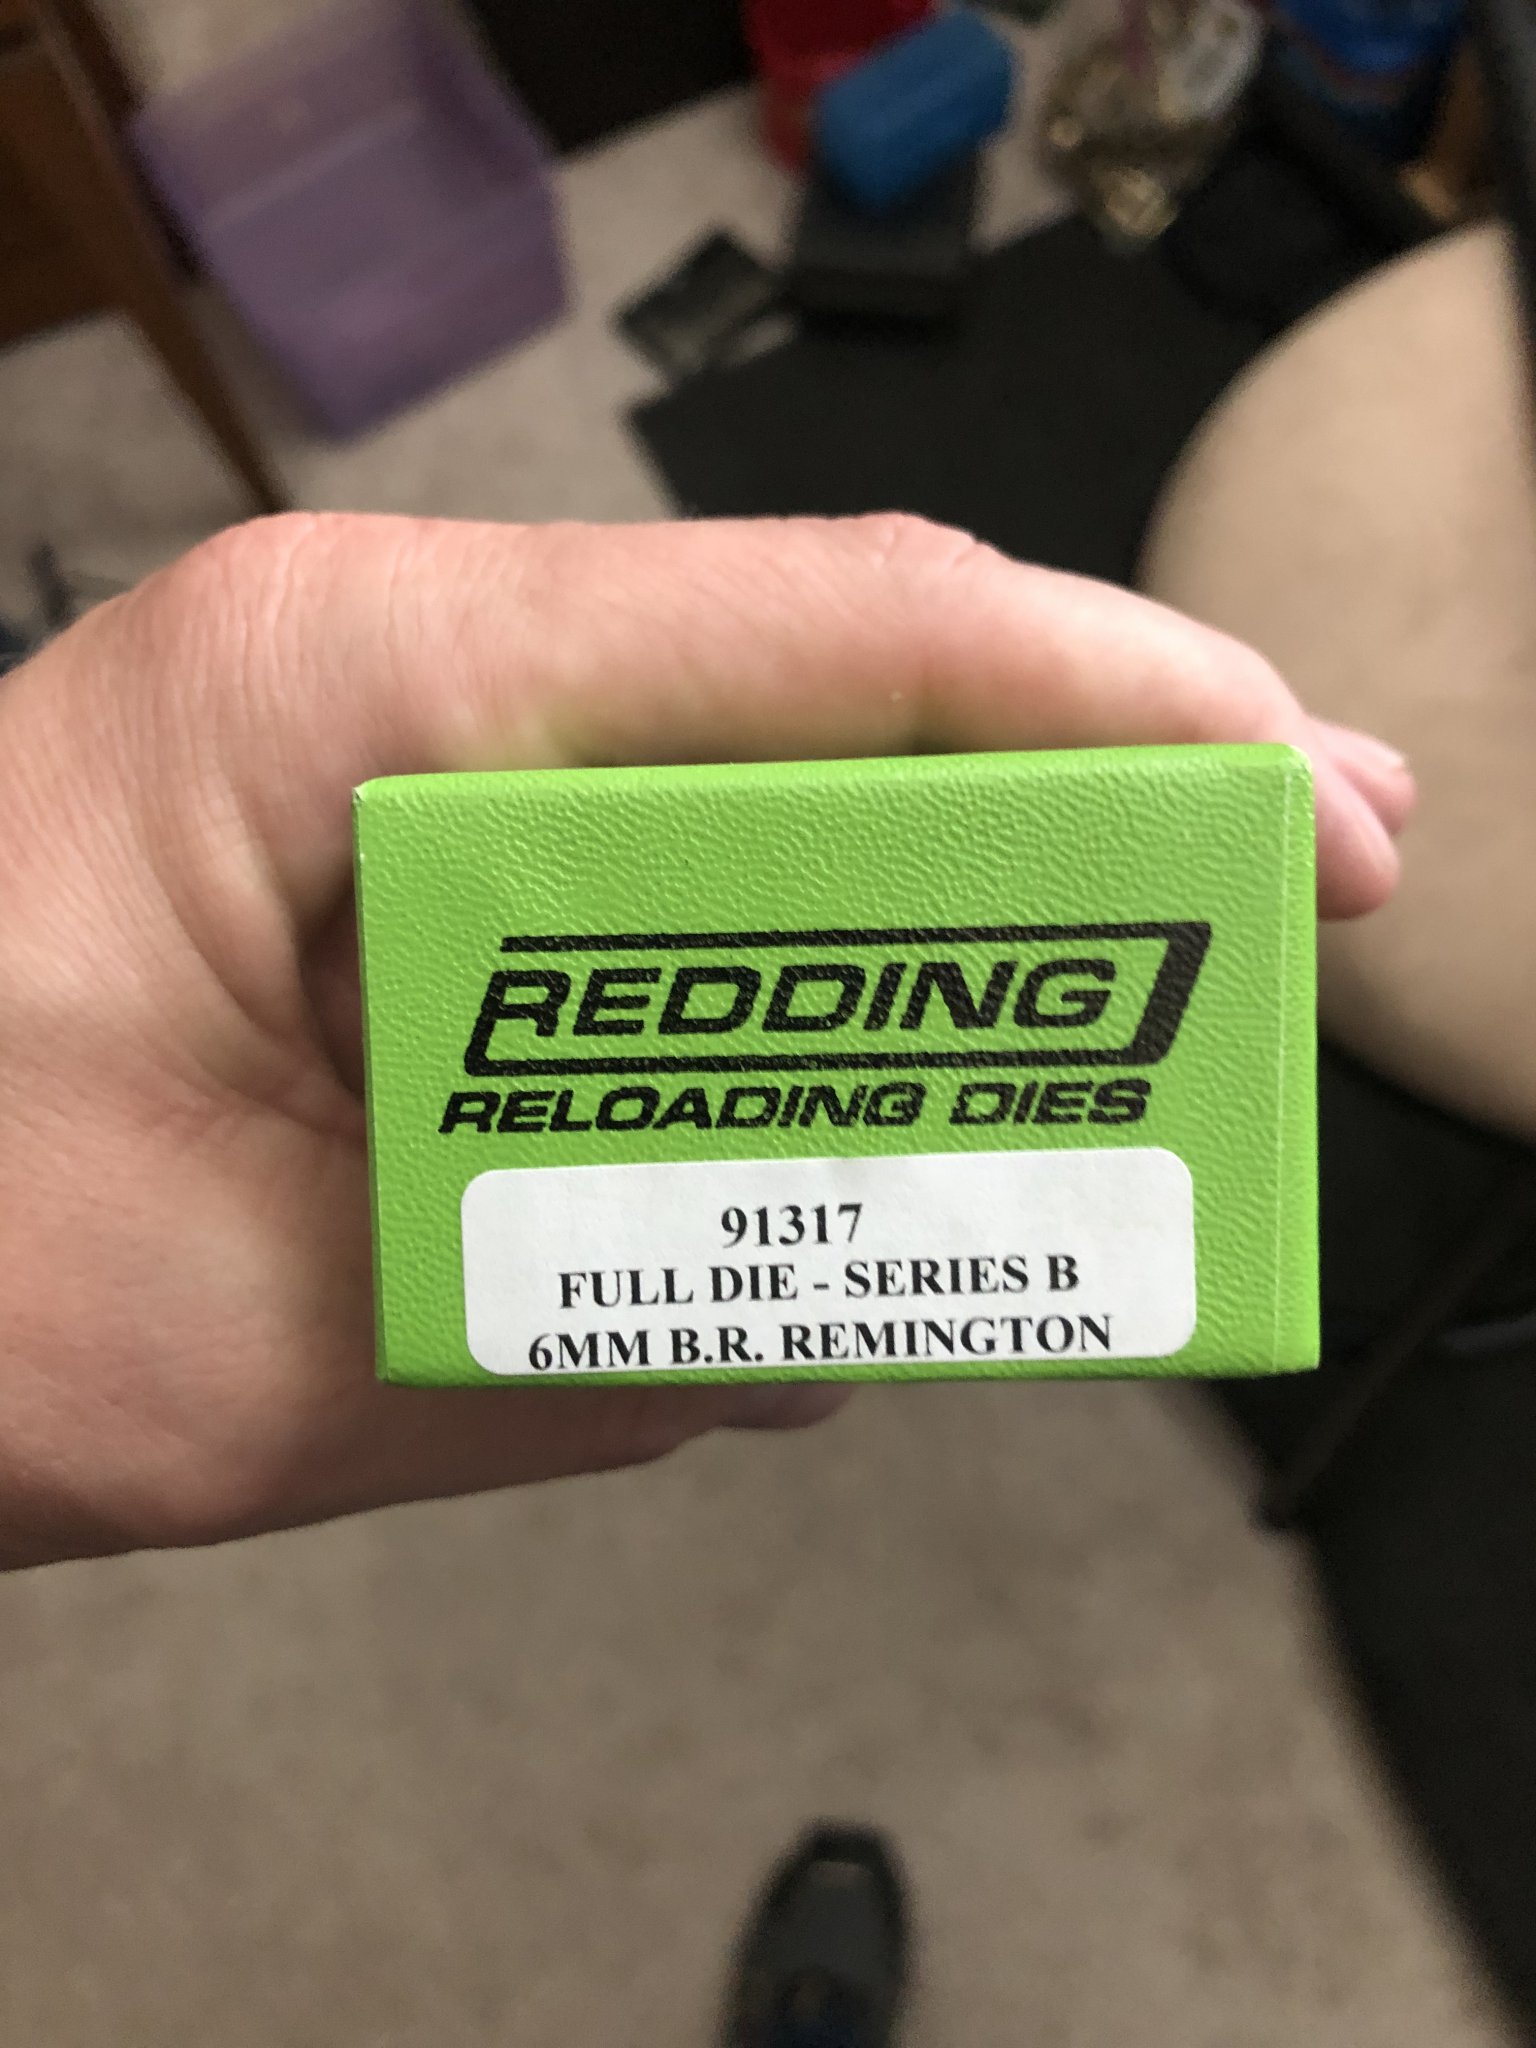 REDDING
RELOADING DIES
91317
FULL DIE - SERIES B
6MM B.R. REMINGTON